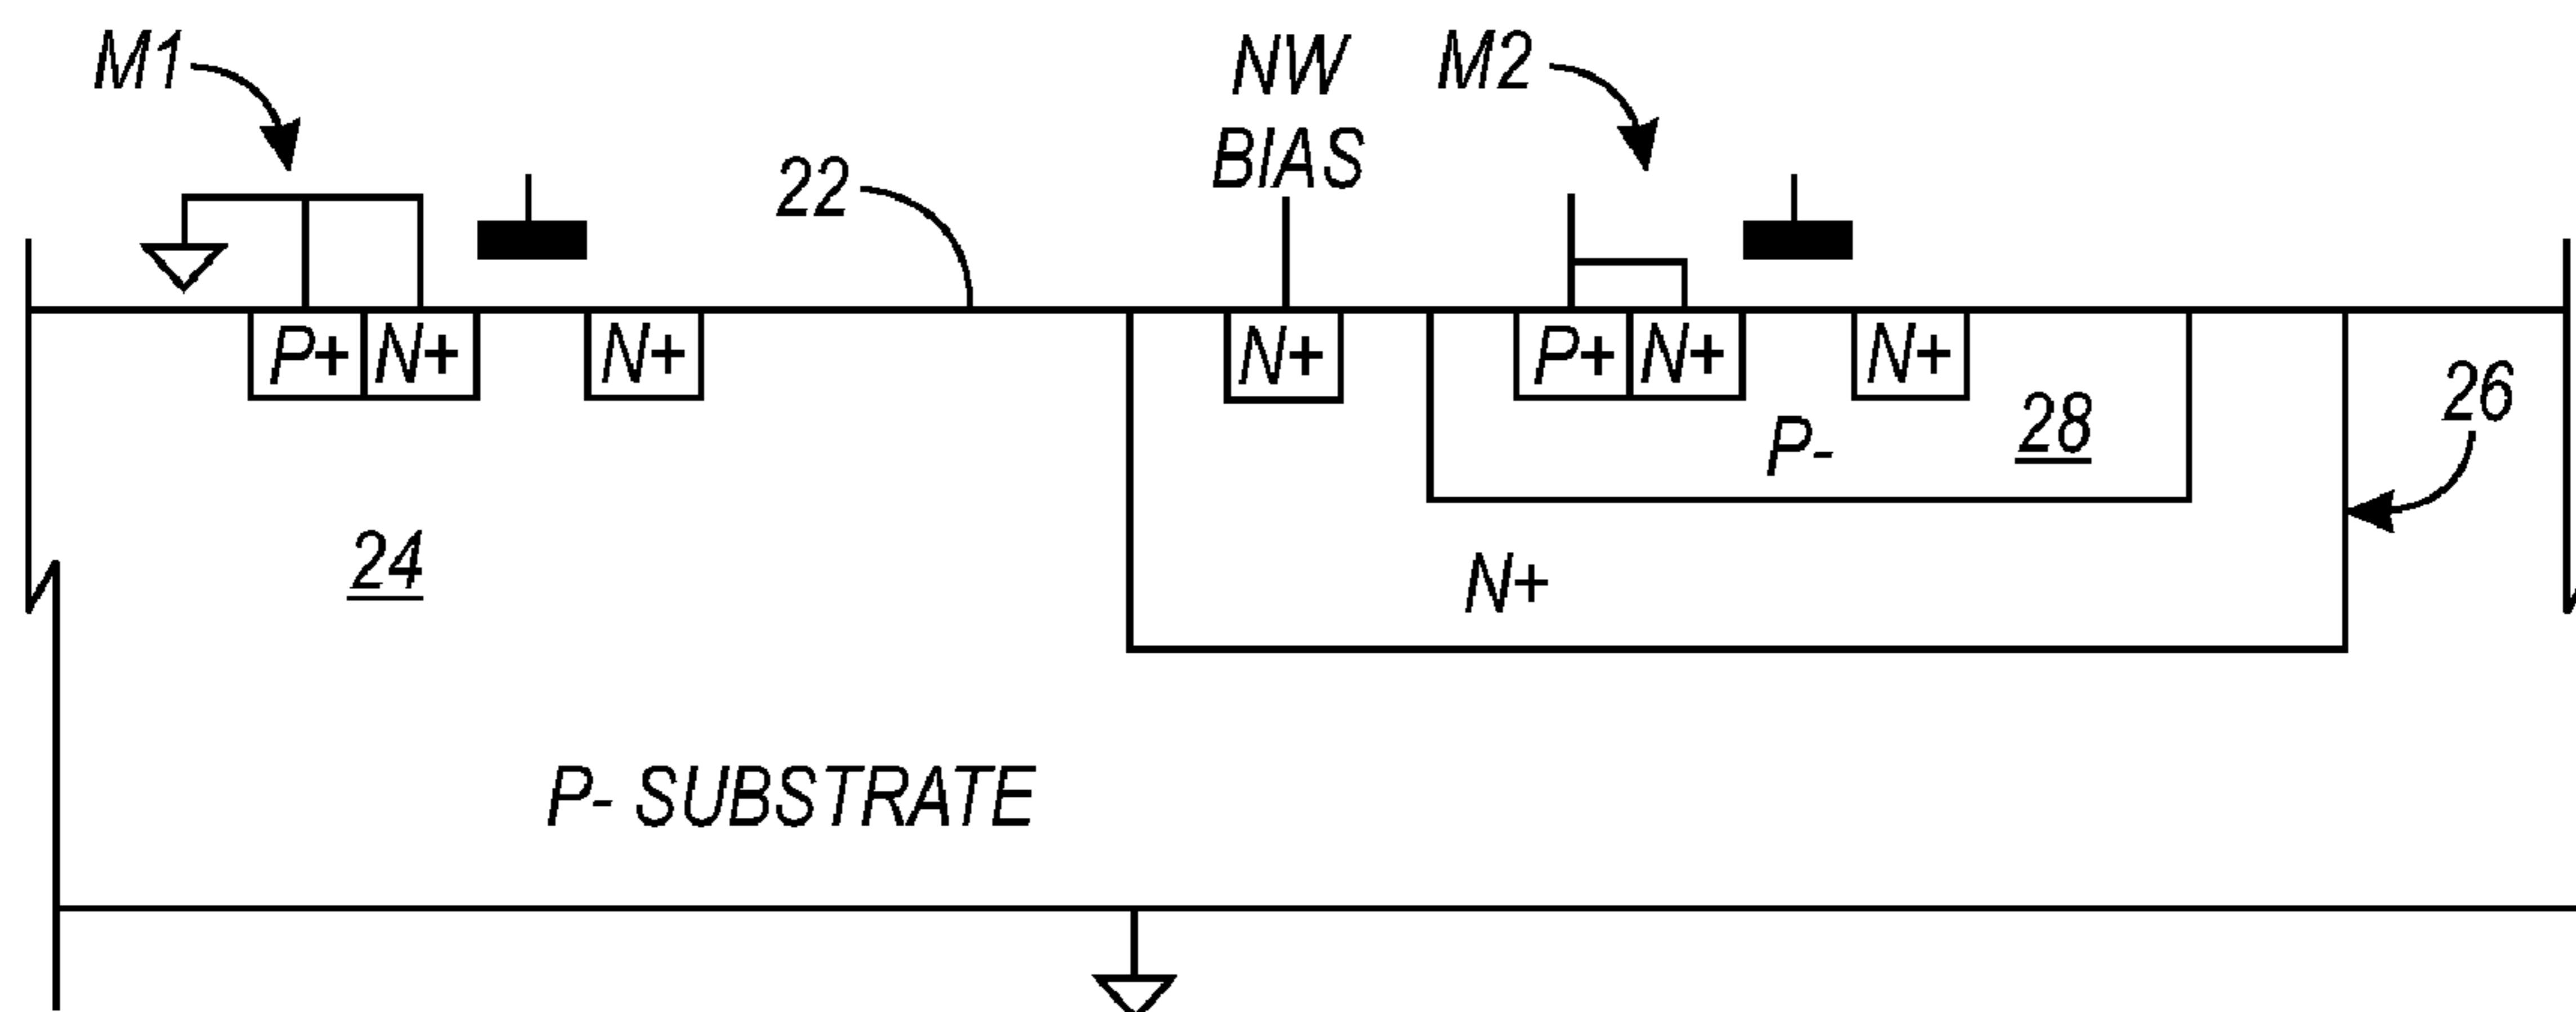 M1
NW
BIAS
M2
22
P+ N+ N+ N+ P+ N+ N+
P-
28
26
24
N+
P- SUBSTRATE